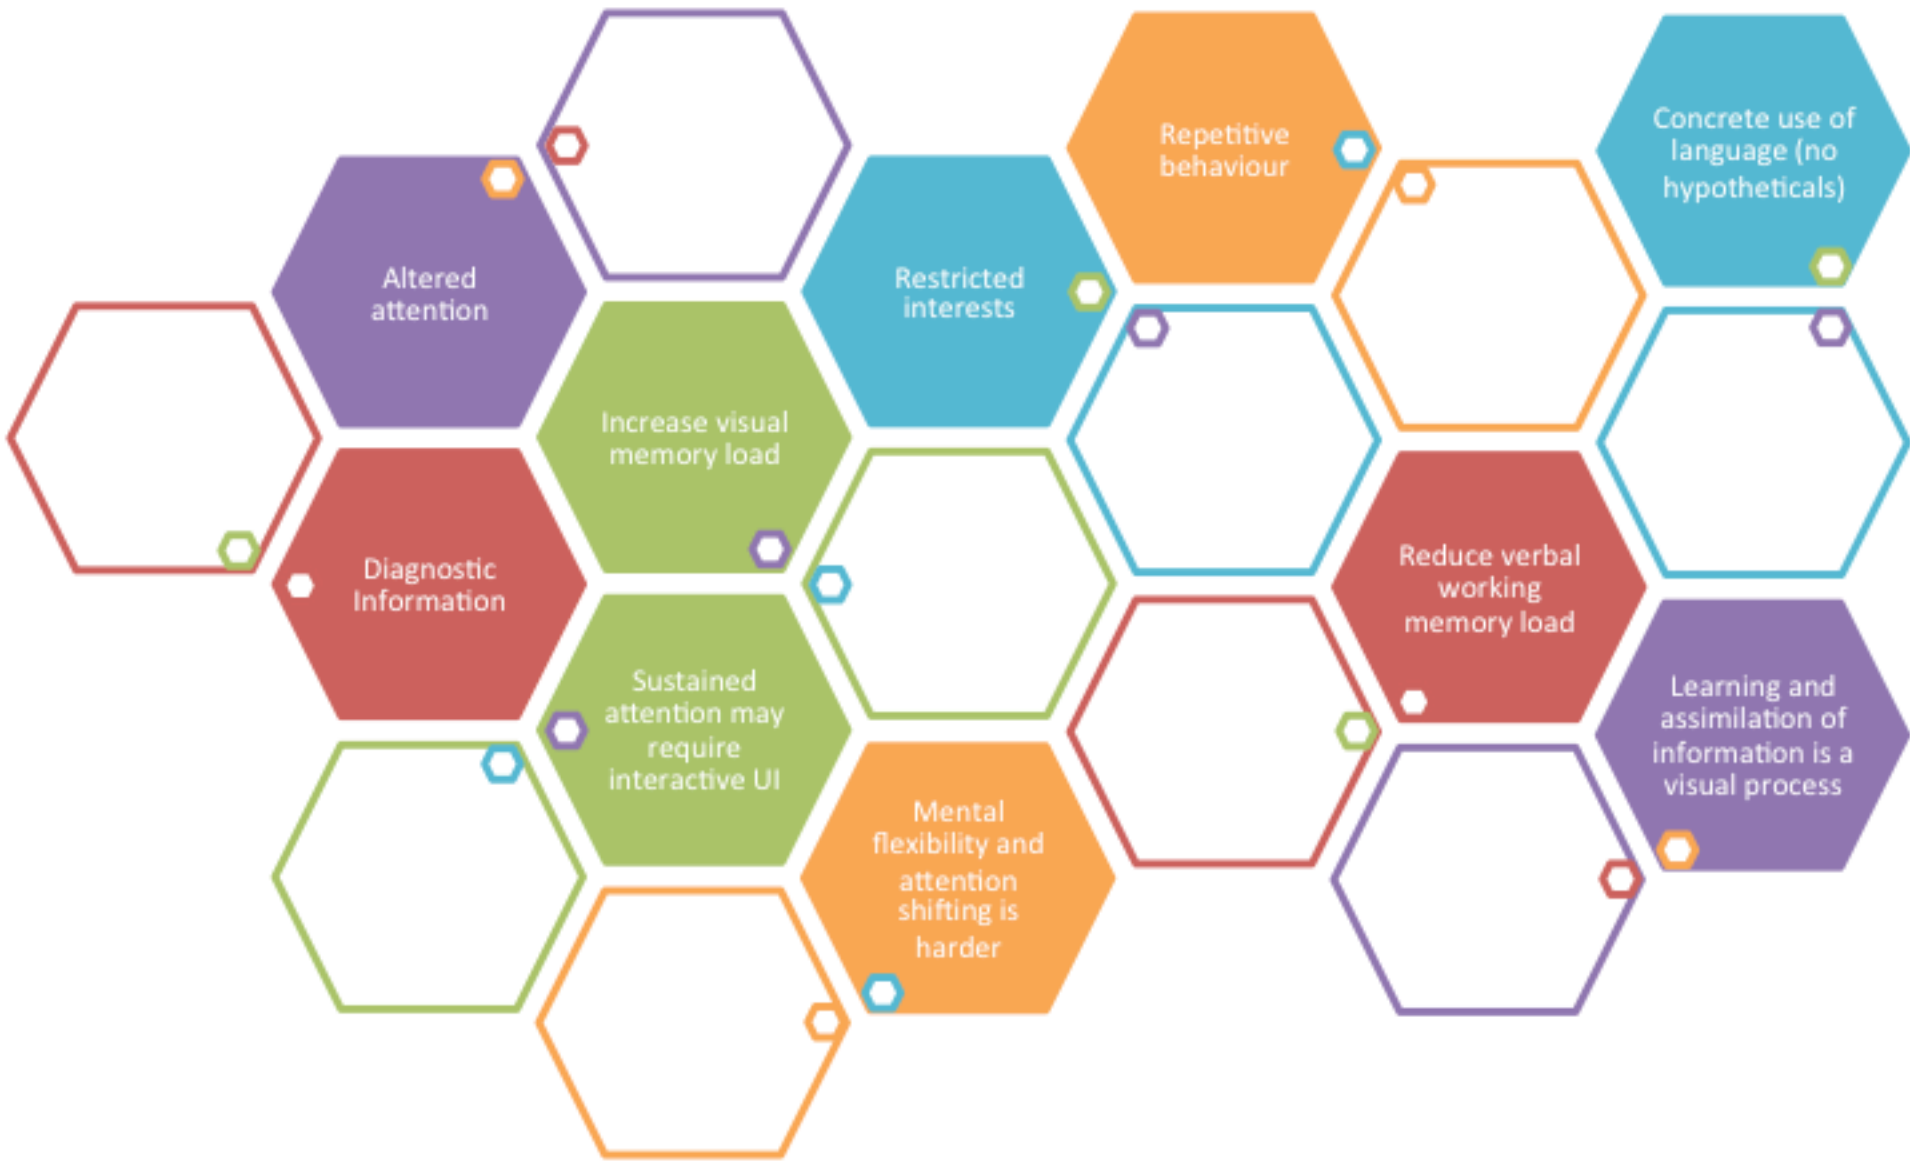 Repetitive
behaviour
Concrete use of
language (no
hypotheticals)
Altered
attention
Restricted
interests
Increase visual
memory load
Diagnostic
Information
Reduce verbal
working
memory load
Sustained
attention may
require
interactive UI
Learning and
assimilation of
information is a
visual process
Mental
flexibility and
attention
shifting is
harder